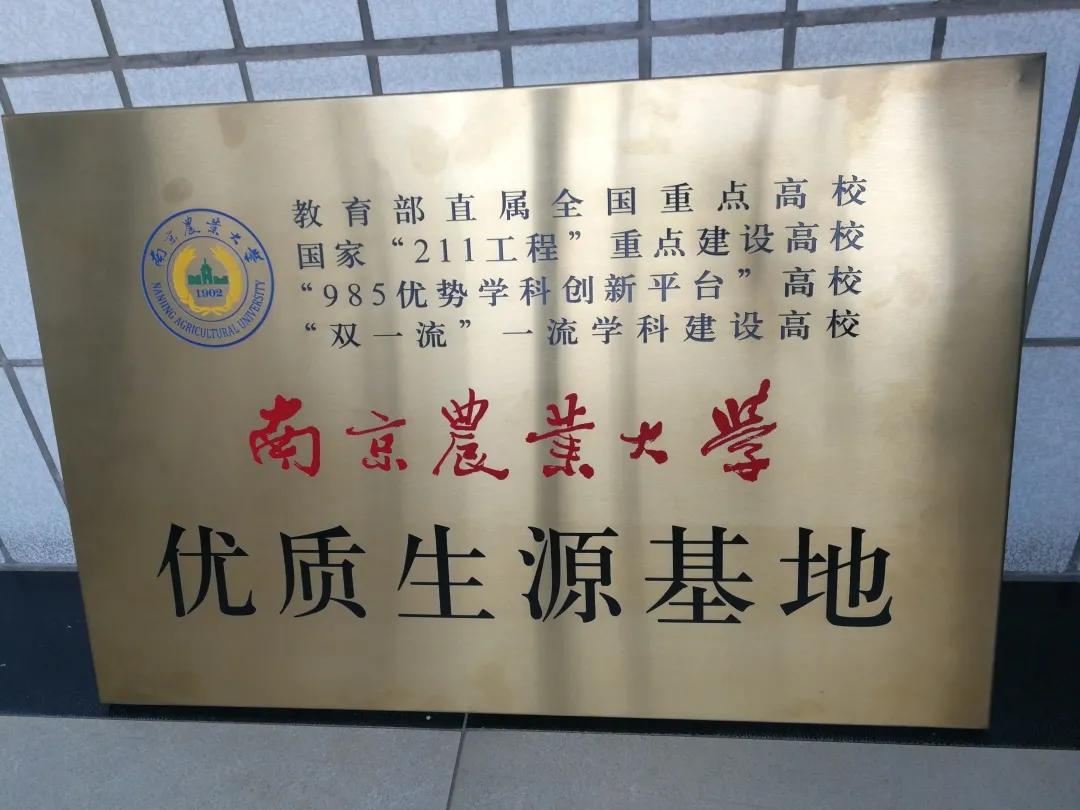 南京農業大學
1902
NANJING AGRICULTURAL UNIVERSITY
教育部直属全国重点高校
国家“211工程”重点建设高校
“985优势学科创新平台”高校
“双一流”一流学科建设高校
南京農業大學
优质生源基地